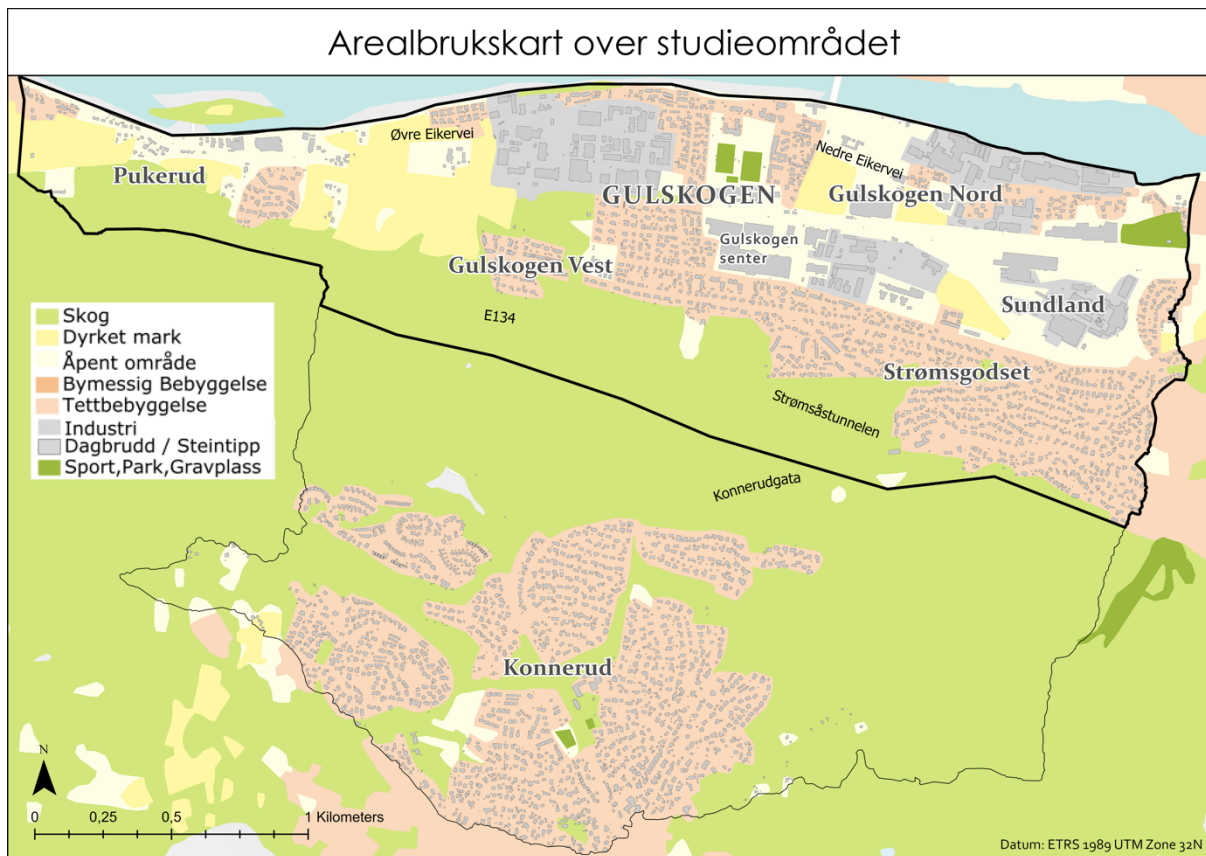 Arealbrukskart over studieområdet
Øvre Eikervei
Nedre Eikervei
Pukerud
GULSKOGEN
Gulskogen Nord
Gulskogen
senter
Gulskogen Vest
Sundland
E134
Strømsgodset
Strømsåstunnelen
Konnerudgata
Skog
Dyrket mark
Åpent område
Bymessig Bebyggelse
Tettbebyggelse
Industri
Dagbrudd / Steintipp
Sport,Park,Gravplass
Konnerud
N
0 0,25 0,5 1 Kilometers
Datum: ETRS 1989 UTM Zone 32N